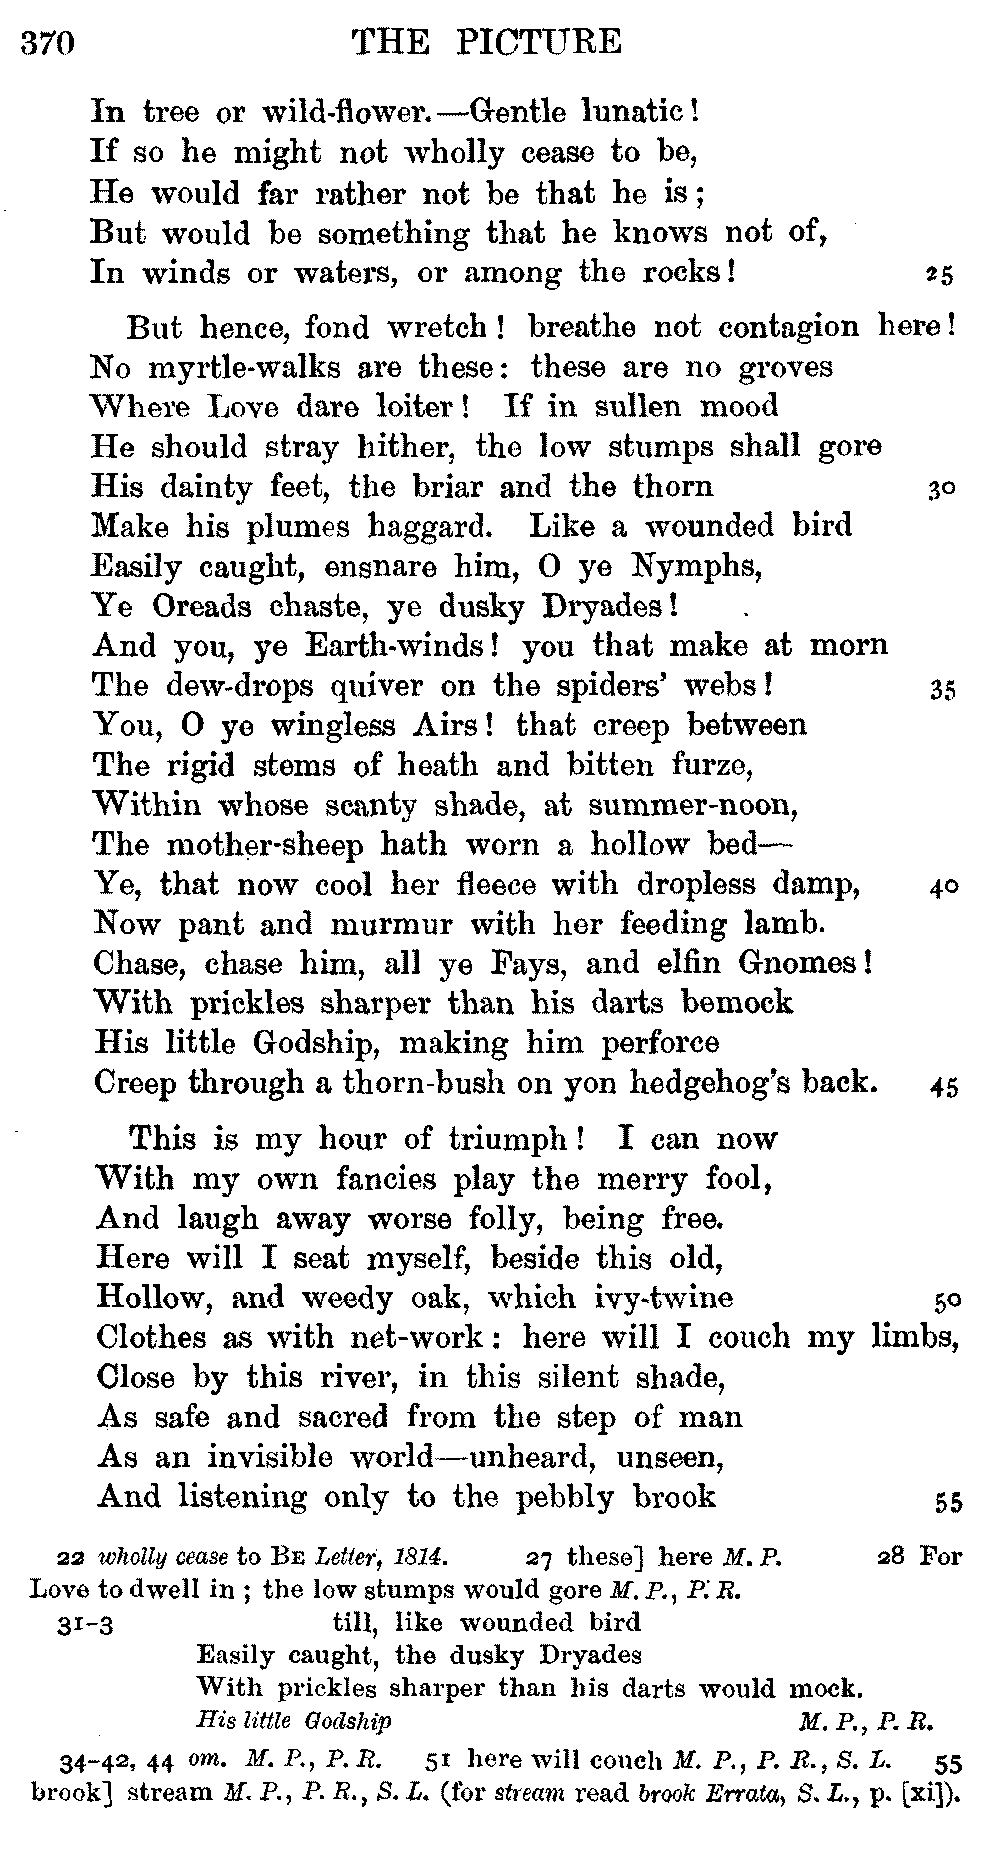 370 THE PICTURE
In tree or wild-flower.—Gentle lunatic!
If so he might not wholly cease to be,
He would far rather not be that he is;
But would be something that he knows not of,
In winds or waters, or among the rocks! 25
But hence, fond wretch! breathe not contagion here!
No myrtle-walks are these: these are no groves
Where Love dare loiter! If in sullen mood
He should stray hither, the low stumps shall gore
His dainty feet, the briar and the thorn 30
Make his plumes haggard. Like a wounded bird
Easily caught, ensnare him, O ye Nymphs,
Ye Oreads chaste, ye dusky Dryades!
And you, ye Earth-winds! you that make at morn
The dew-drops quiver on the spiders' webs! 35
You, O ye wingless Airs! that creep between
The rigid stems of heath and bitten furze,
Within whose scanty shade, at summer-noon,
The mother-sheep hath worn a hollow bed—
Ye, that now cool her fleece with dropless damp, 40
Now pant and murmur with her feeding lamb.
Chase, chase him, all ye Fays, and elfin Gnomes!
With prickles sharper than his darts bemock
His little Godship, making him perforce
Creep through a thorn-bush on yon hedgehog's back. 45
This is my hour of triumph! I can now
With my own fancies play the merry fool,
And laugh away worse folly, being free.
Here will I seat myself, beside this old,
Hollow, and weedy oak, which ivy-twine 50
Clothes as with net-work: here will I couch my limbs,
Close by this river, in this silent shade,
As safe and sacred from the step of man
As an invisible world—unheard, unseen,
And listening only to the pebbly brook 55
22 wholly cease to BE Letter, 1814. 27 these] here M. P. 28 For
Love to dwell in; the low stumps would gore M. P., P. R.
31-3 till, like wounded bird
Easily caught, the dusky Dryades
With prickles sharper than his darts would mock.
His little Godship M. P., P. R.
34-42, 44 om. M. P., P. R. 51 here will couch M. P., P. R., S. L. 55
brook] stream M. P., P. R., S. L. (for stream read brook Errata, S. L., p. [xi]).